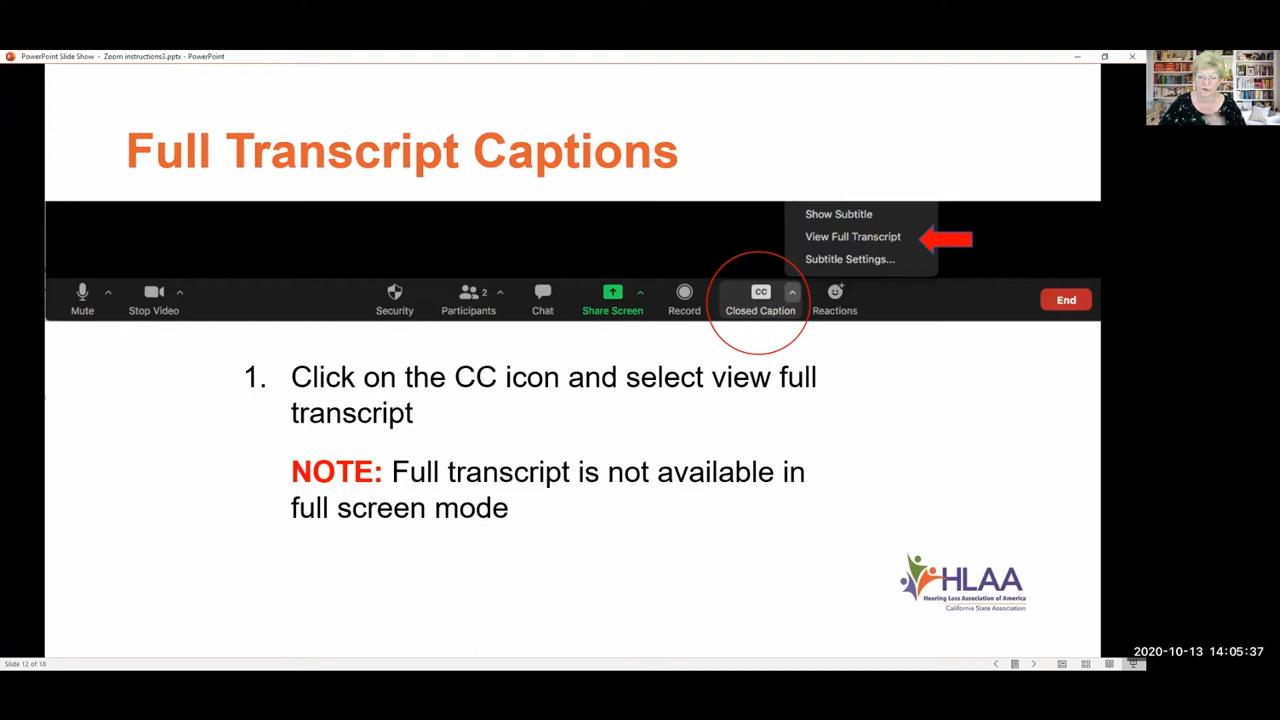 PowerPoint Slide Show - Zoom instructions3.pptx - PowerPoint
Full Transcript Captions
Show Subtitle
View Full Transcript
Subtitle Settings...
2
CC
Mute
Stop Video
Security
Participants
Chat
Share Screen
Record
Closed Caption
Reactions
End
1. Click on the CC icon and select view full
transcript
NOTE: Full transcript is not available in
full screen mode
HLAA
Hearing Loss Association of America
California State Association
2020-10-13 14:05:37
Slide 12 of 18